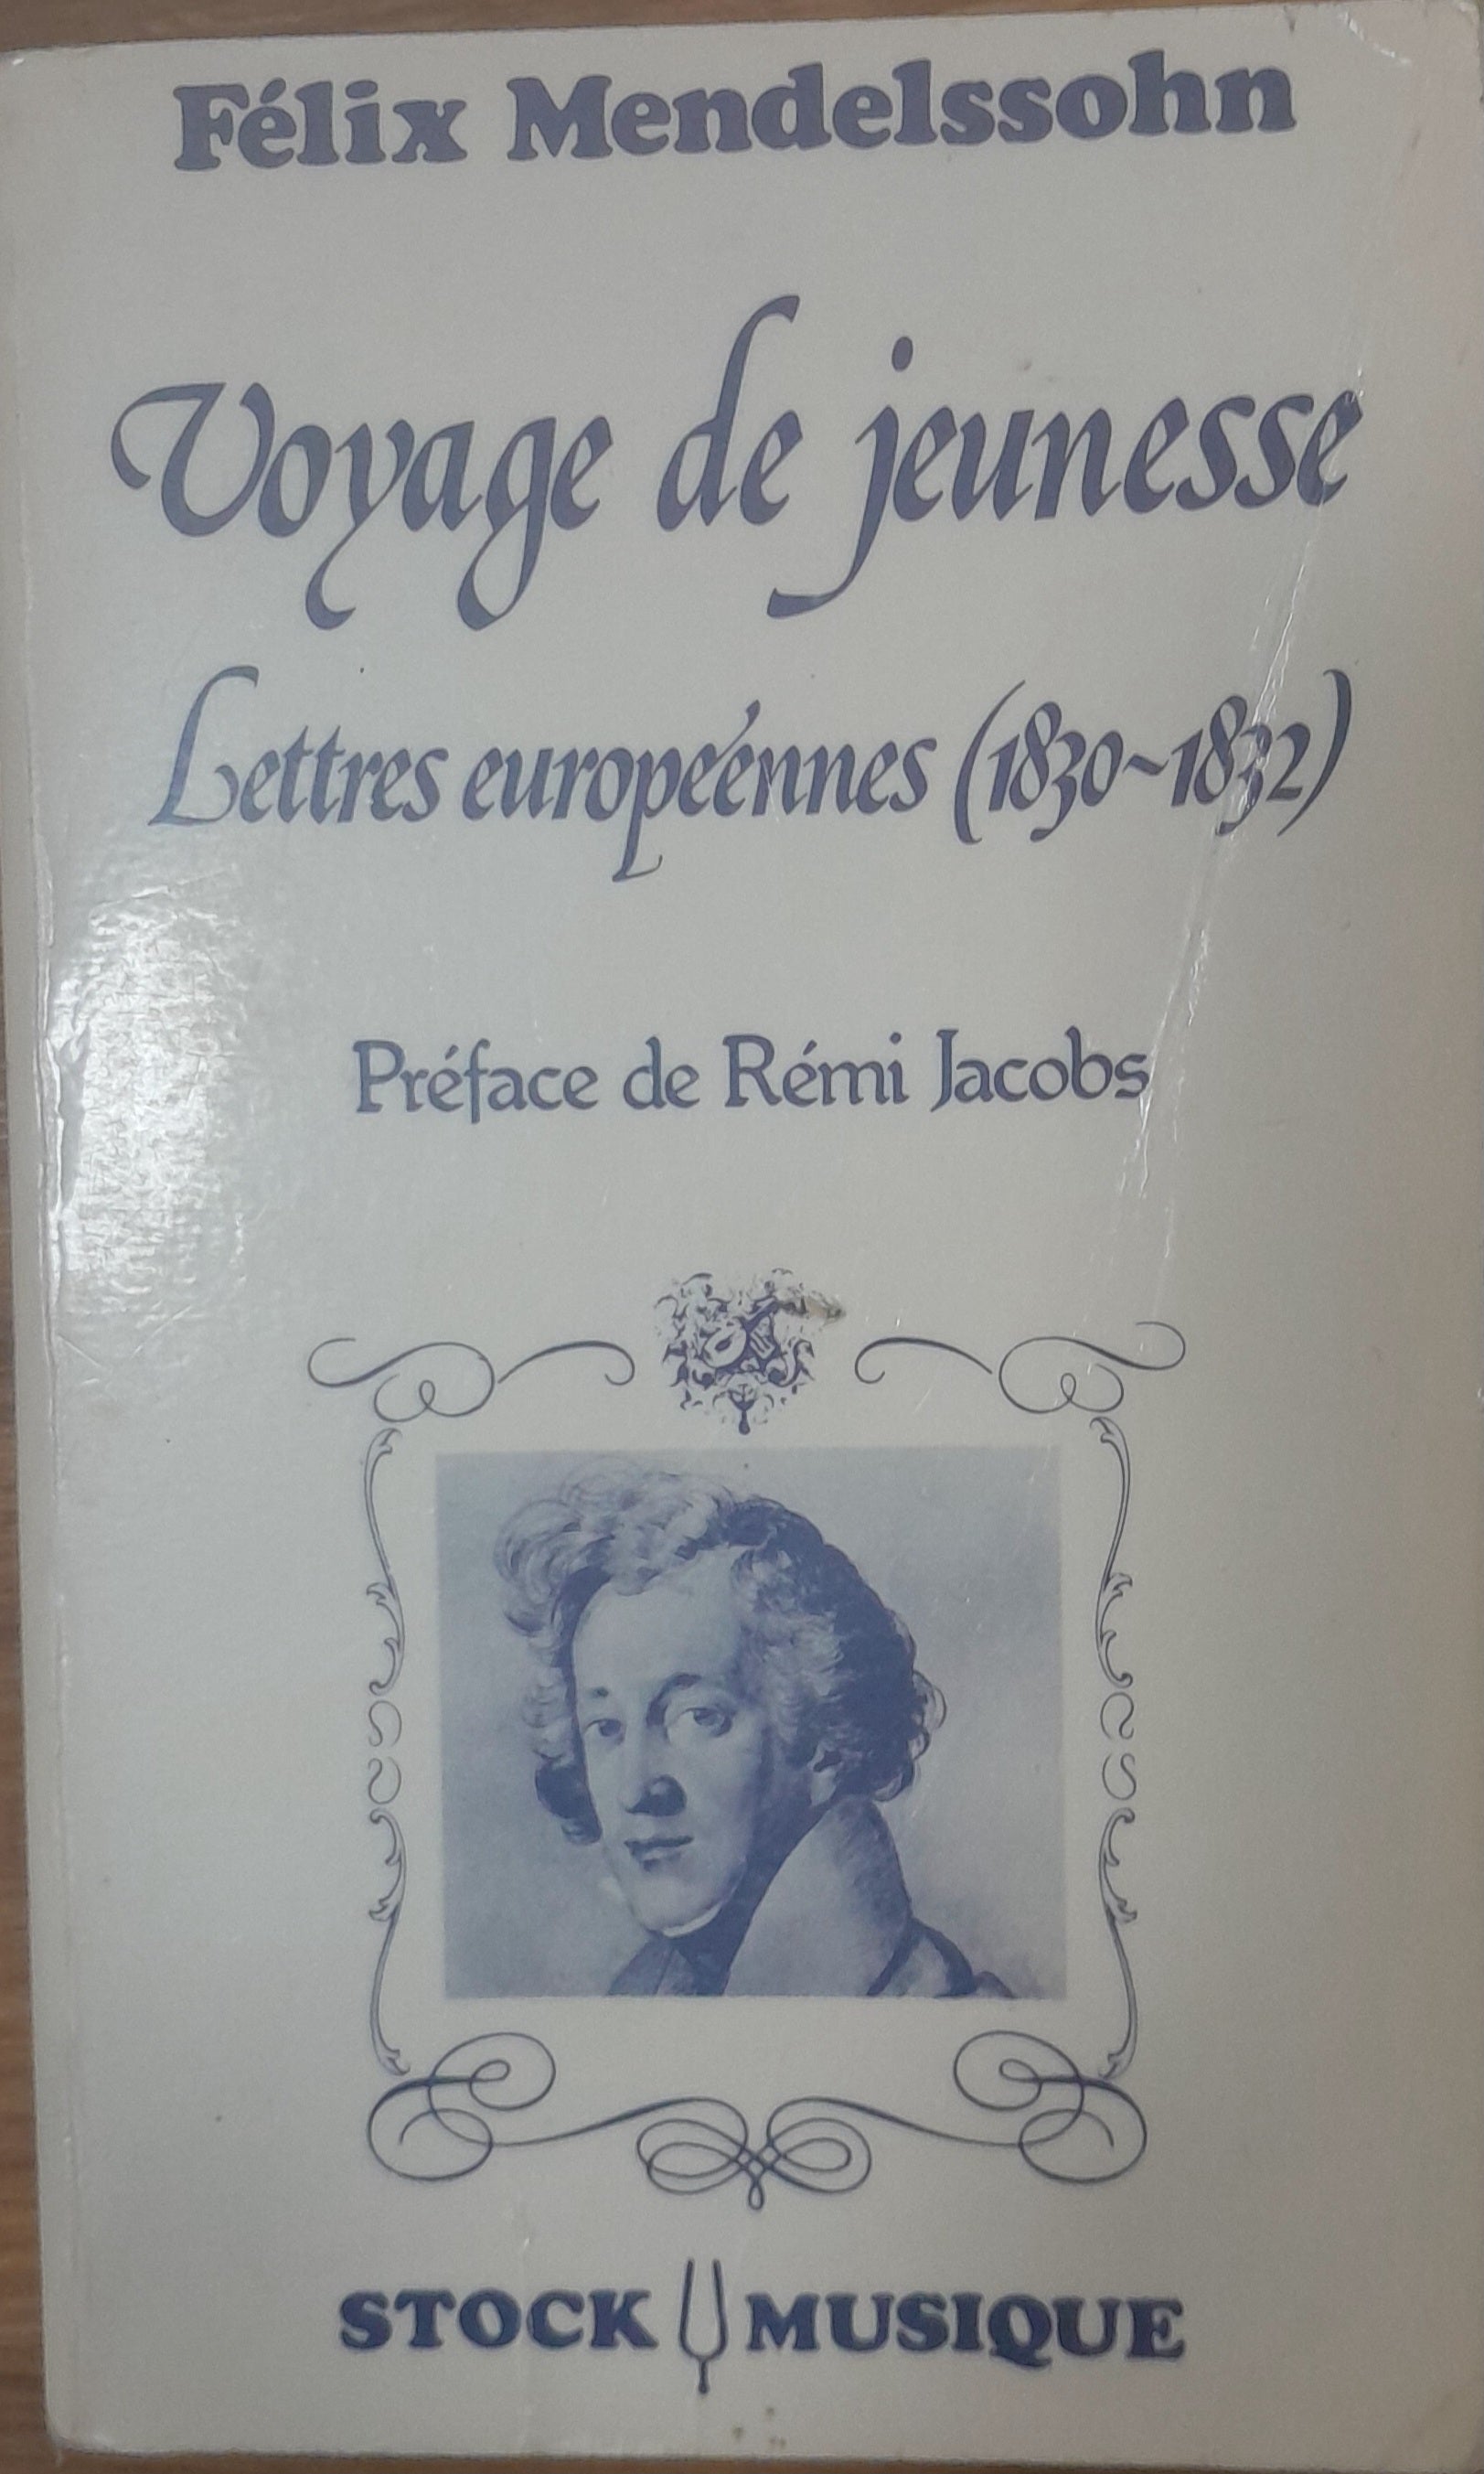 Félix Mendelssohn
Voyage de jeunesse
Lettres européennes (1830~1832)
Préface de Rémi Jacobs
STOCK MUSIQUE